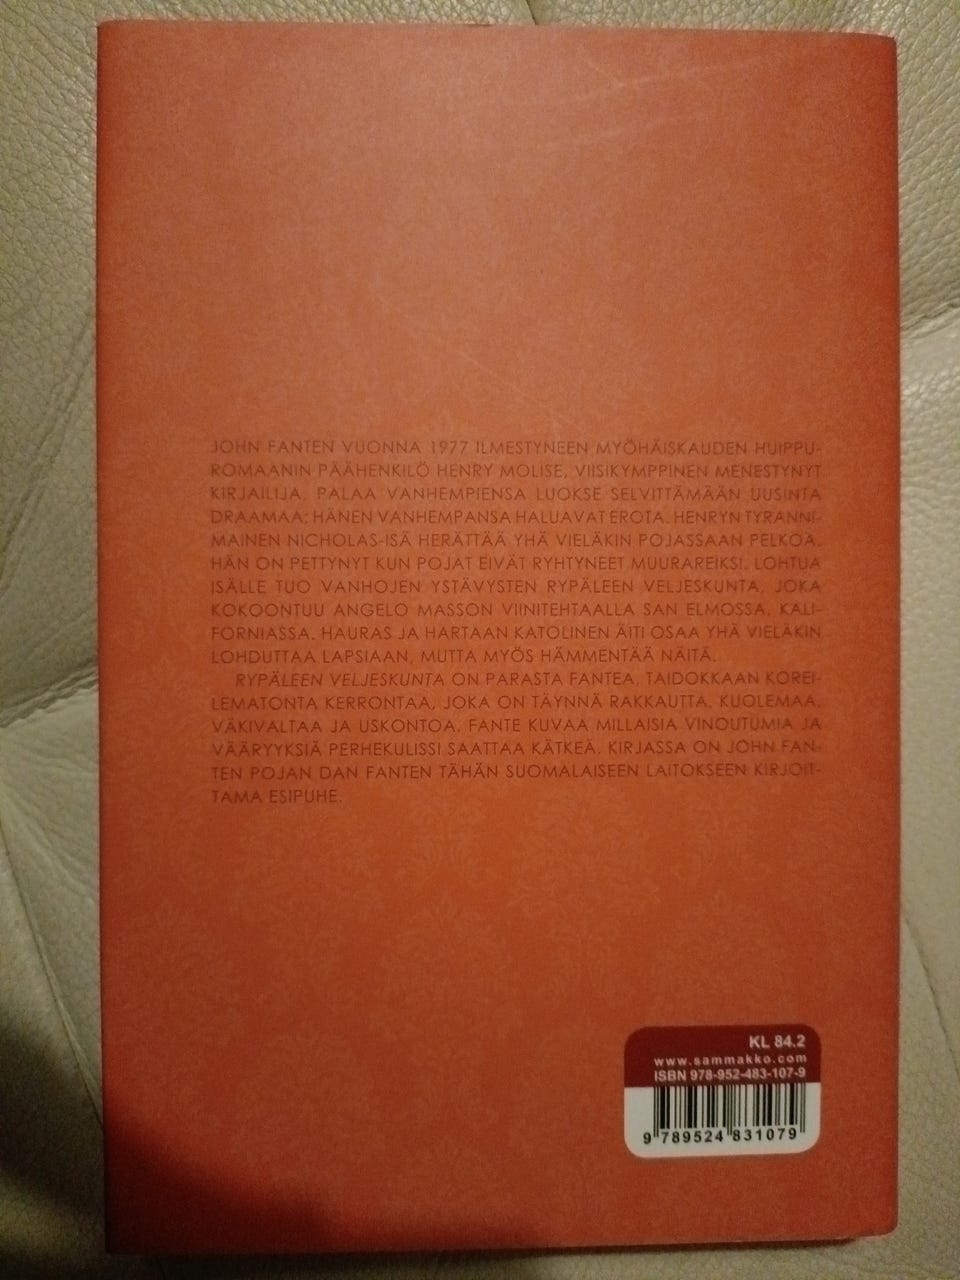 JOHN FANTEN VUONNA 1977 ILMESTYNEEN MYÖHÄISKAUDEN HUIPPU-
ROMAANIN PÄÄHENKILÖ HENRY MOLISE, VIISIKYMPPINEN MENESTYNYT
KIRJAILIJA, PALAA VANHEMPIENSA LUOKSE SELVITTÄMÄÄN UUSINTA
DRAAMAA: HÄNEN VANHEMPANSA HALUAVAT EROTA. HENRYN TYRANNI-
MAINEN NICHOLAS-ISÄ HERÄTTÄÄ YHÄ VIELÄKIN POJASSAAN PELKOA.
HÄN ON PETTYNYT KUN POJAT EIVÄT RYHTYNEET MUURAREIKSI. LOHTUA
ISÄLLE TUO VANHOJEN YSTÄVYSTEN RYPÄLEEN VELJESKUNTA, JOKA
KOKOONTUU ANGELO MASSON VIINITEHTAALLA SAN ELMOSSA, KALI-
FORNIASSA. HAURAS JA HARTAAN KATOLINEN ÄITI OSAA YHÄ VIELÄKIN
LOHDUTTAA LAPSIAAN, MUTTA MYÖS HÄMMENTÄÄ NÄITÄ.
RYPÄLEEN VELJESKUNTA ON PARASTA FANTEA, TAIDOKKAAN KOREI-
LEMATONTA KERRONTAA, JOKA ON TÄYNNÄ RAKKAUTTA, KUOLEMAA,
VÄKIVALTAA JA USKONTOA. FANTE KUVAA MILLAISIA VINOUTUMIA JA
VÄÄRYYKSIÄ PERHEKULISSI SAATTAA KÄTKEÄ. KIRJASSA ON JOHN FAN-
TEN POJAN DAN FANTEN TÄHÄN SUOMALAISEEN LAITOKSEEN KIRJOIT-
TAMA ESIPUHE.
KL 84.2
www.sammakko.com
ISBN 978-952-483-107-9
9 789524 831079